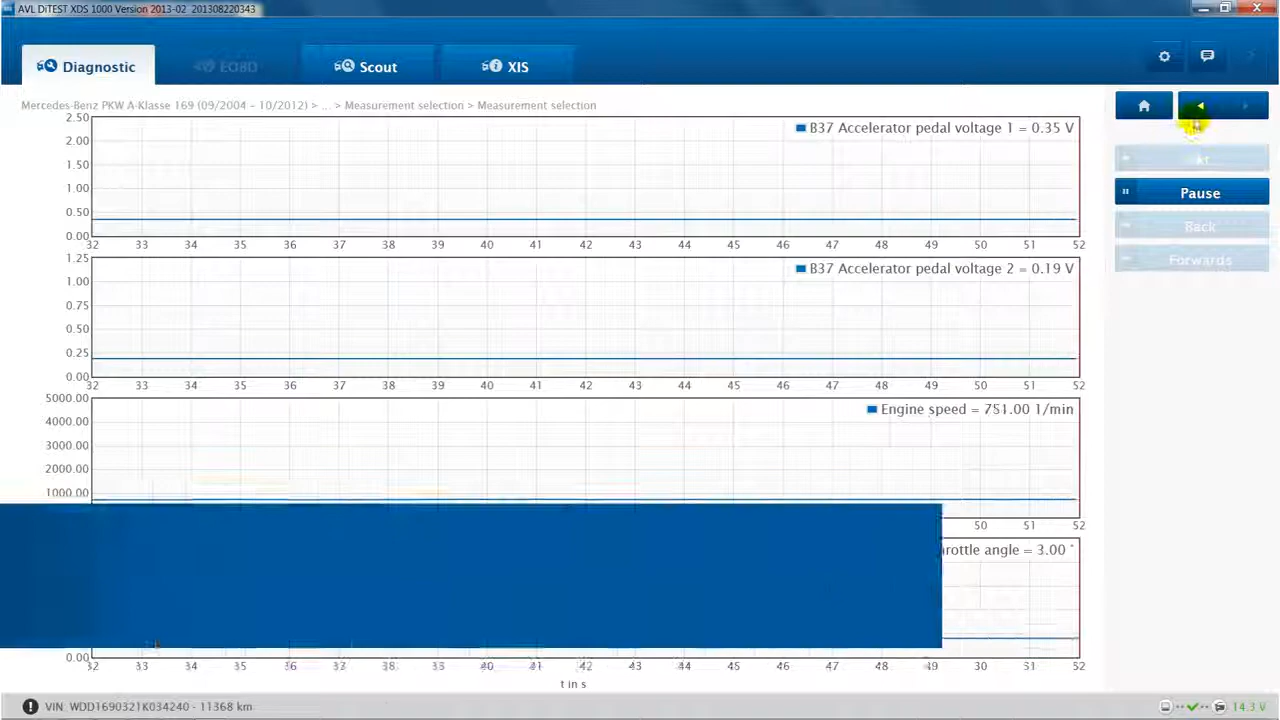 AVL DiTEST XDS 1000 Version 2013-02 201308220343
Diagnostic
EOBD
Scout
XIS
Mercedes-Benz PKW A-Klasse 169 (09/2004 - 10/2012) > ... > Measurement selection > Measurement selection
2.50
B37 Accelerator pedal voltage 1 = 0.35 V
2.00
1.50
1.00
0.50
0.00
32 33 34 35 36 37 38 39 40 41 42 43 44 45 46 47 48 49 50 51 52
1.25
B37 Accelerator pedal voltage 2 = 0.19 V
1.00
0.75
0.50
0.25
0.00
32 33 34 35 36 37 38 39 40 41 42 43 44 45 46 47 48 49 50 51 52
5000.00
Engine speed = 751.00 1/min
4000.00
3000.00
2000.00
1000.00
50 51 52
rottle angle = 3.00 °
0.00
32 33 34 35 36 37 38 39 40 41 42 43 44 45 46 47 48 49 50 51 52
t in s
Pause
Back
Forwards
VIN: WDD1690321K034240 - 11368 km
14.3 V